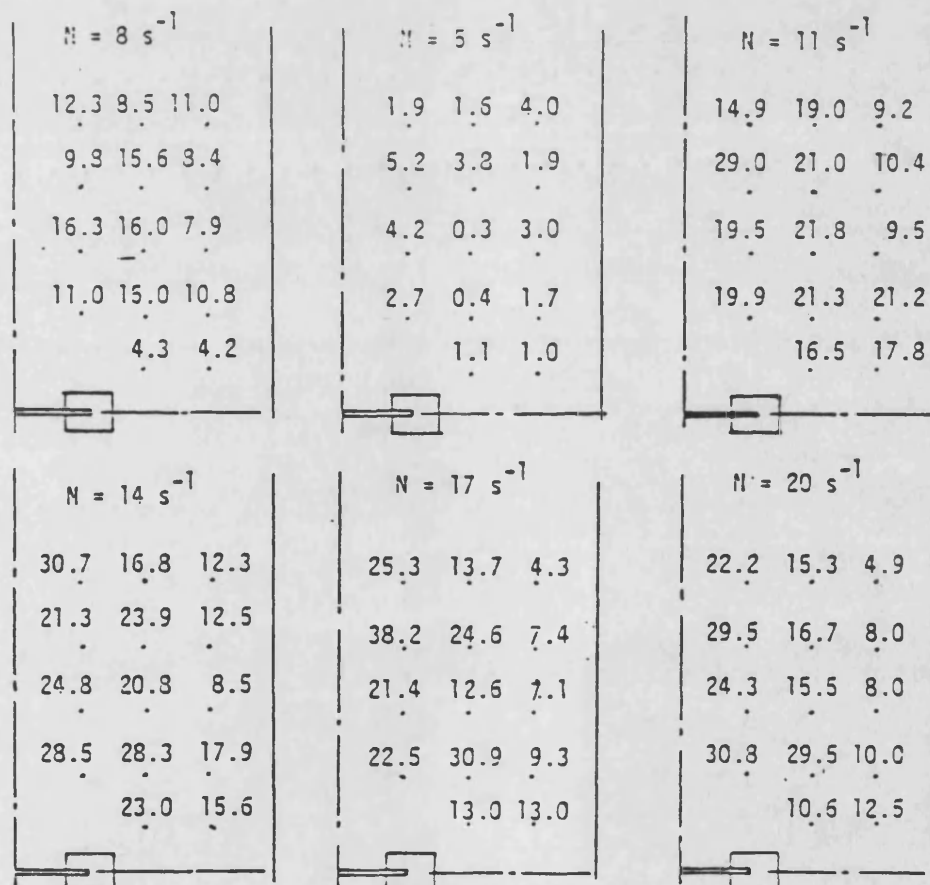 N = 8 s⁻¹
12.3 8.5 11.0
9.3 15.6 3.4
16.3 16.0 7.9
11.0 15.0 10.8
4.3 4.2
N = 5 s⁻¹
1.9 1.6 4.0
5.2 3.8 1.9
4.2 0.3 3.0
2.7 0.4 1.7
1.1 1.0
N = 11 s⁻¹
14.9 19.0 9.2
29.0 21.0 10.4
19.5 21.8 9.5
19.9 21.3 21.2
16.5 17.8
N = 14 s⁻¹
30.7 16.8 12.3
21.3 23.9 12.5
24.8 20.8 8.5
28.5 28.3 17.9
23.0 15.6
N = 17 s⁻¹
25.3 13.7 4.3
38.2 24.6 7.4
21.4 12.6 7.1
22.5 30.9 9.3
13.0 13.0
N = 20 s⁻¹
22.2 15.3 4.9
29.5 16.7 8.0
24.3 15.5 8.0
30.8 29.5 10.0
10.6 12.5